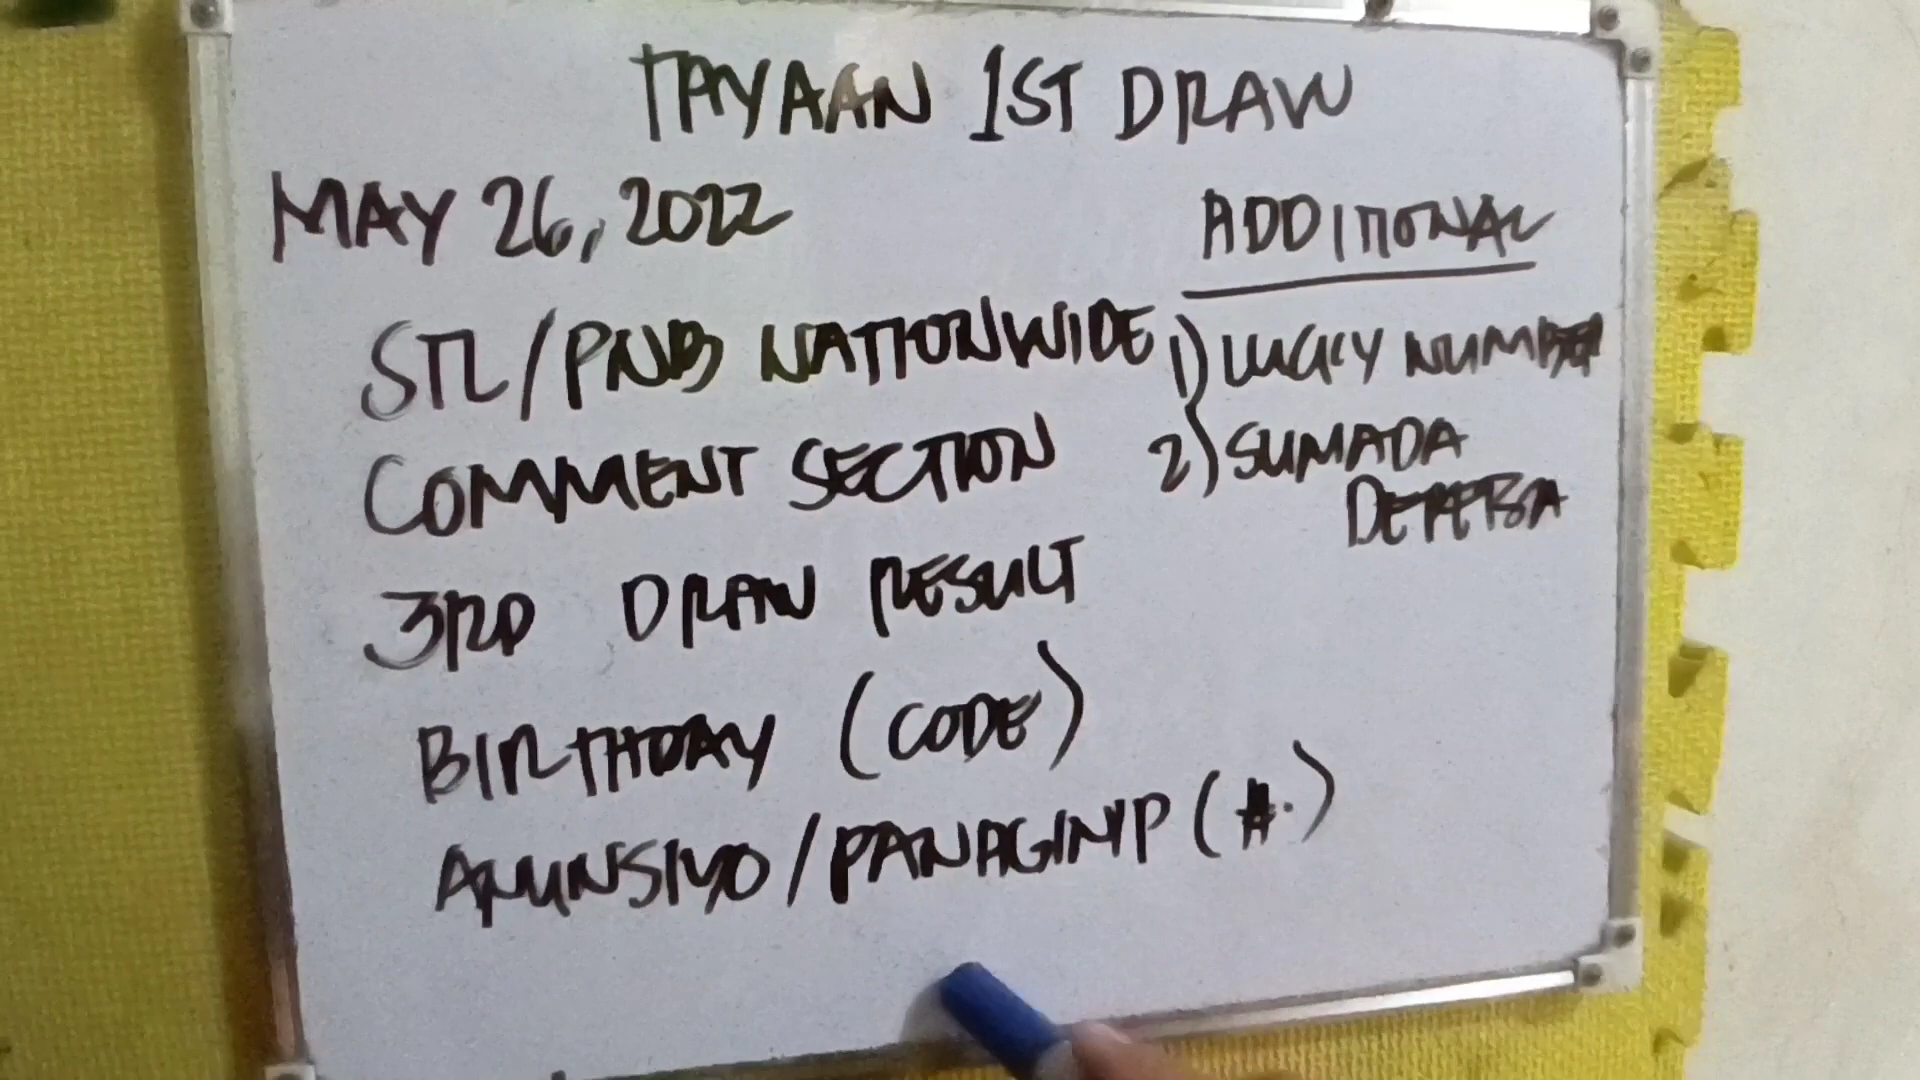 TAYAAN 1ST DRAW
MAY 26, 2022
STL/PNB NATIONWIDE
COMMENT SECTION
3RD DRAW RESULT
BIRTHDAY (CODE)
ANUNSIYO/PANAGINIP (#.)
ADDITIONAL
1) LUCKY NUMBER
2) SUMADA